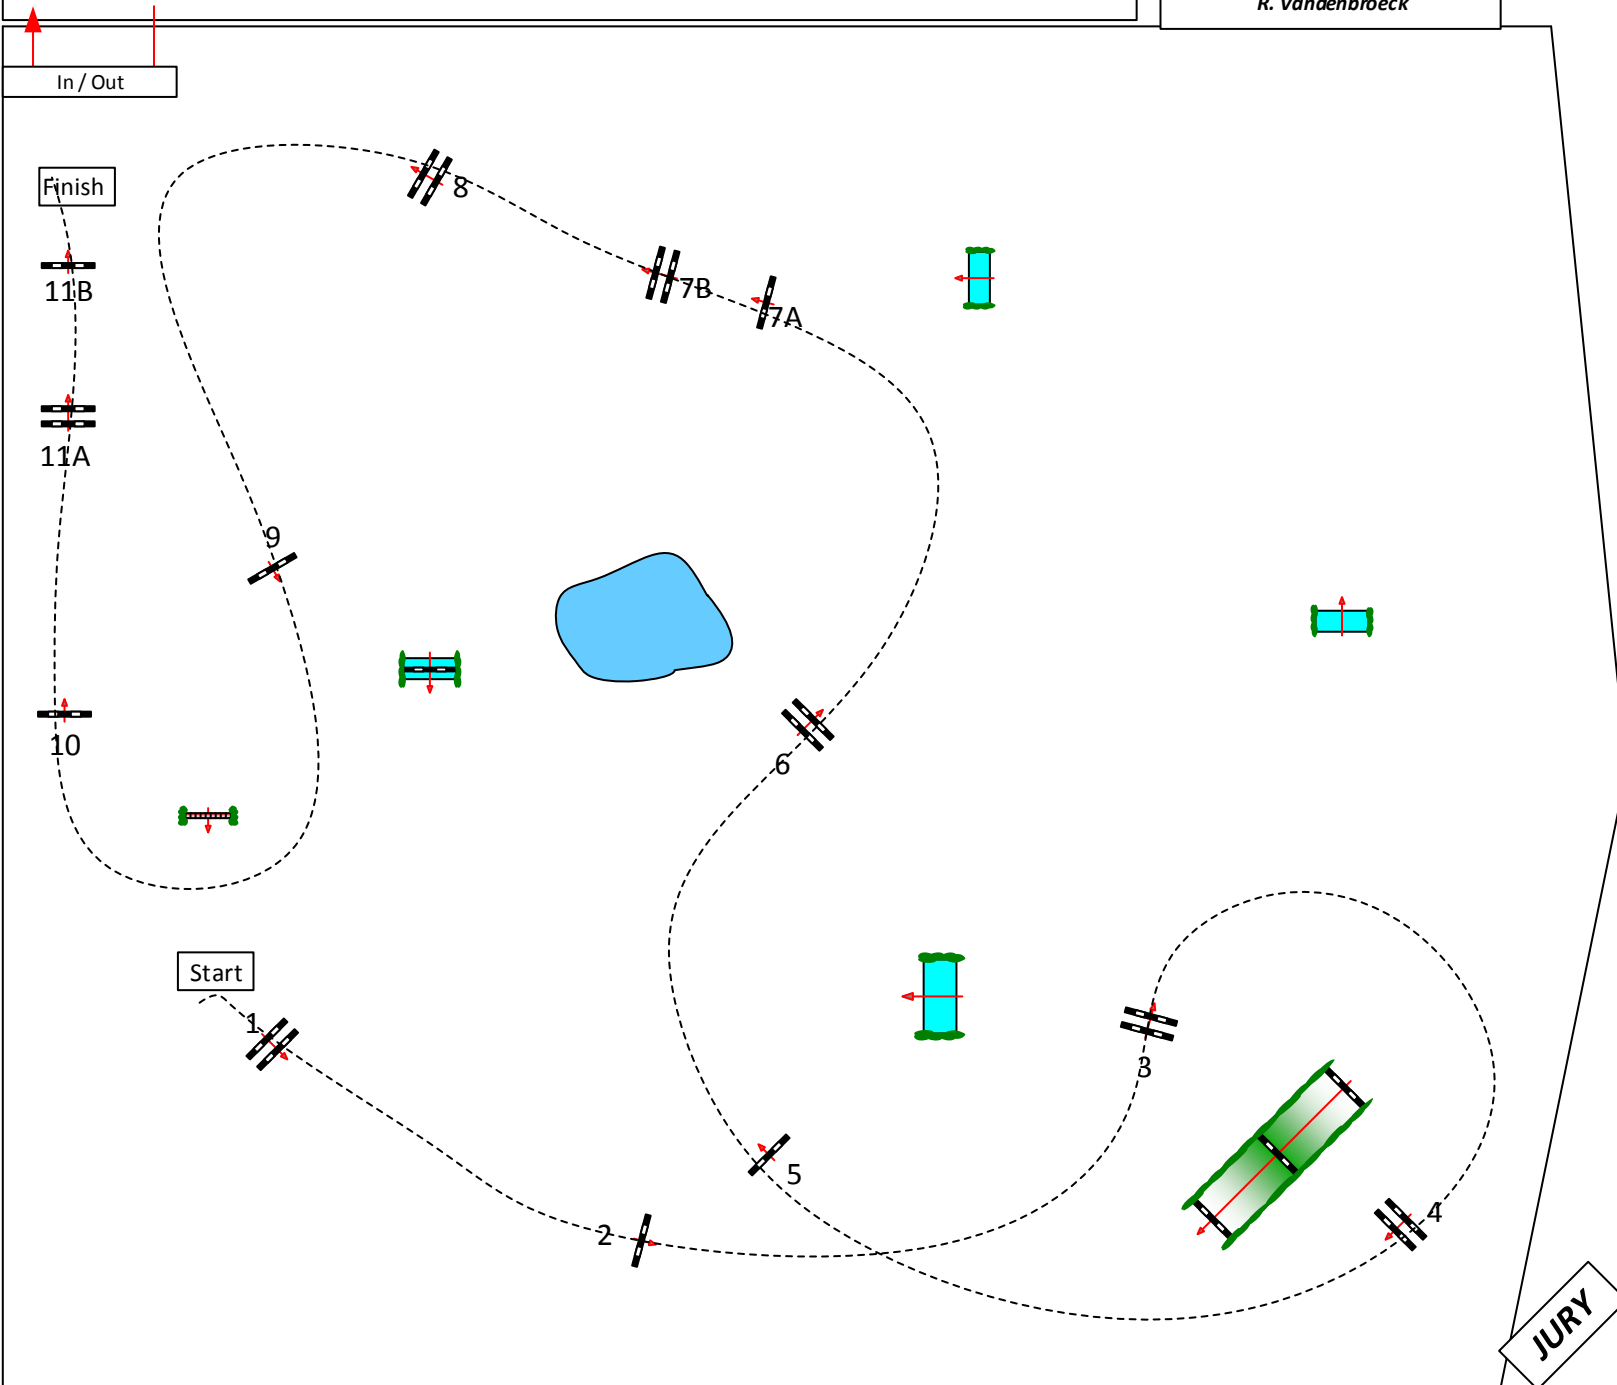 R. Vandenbroeck
In / Out
Finish
8
11B
7B
7A
11A
9
10
6
Start
1
3
5
4
2
JURY